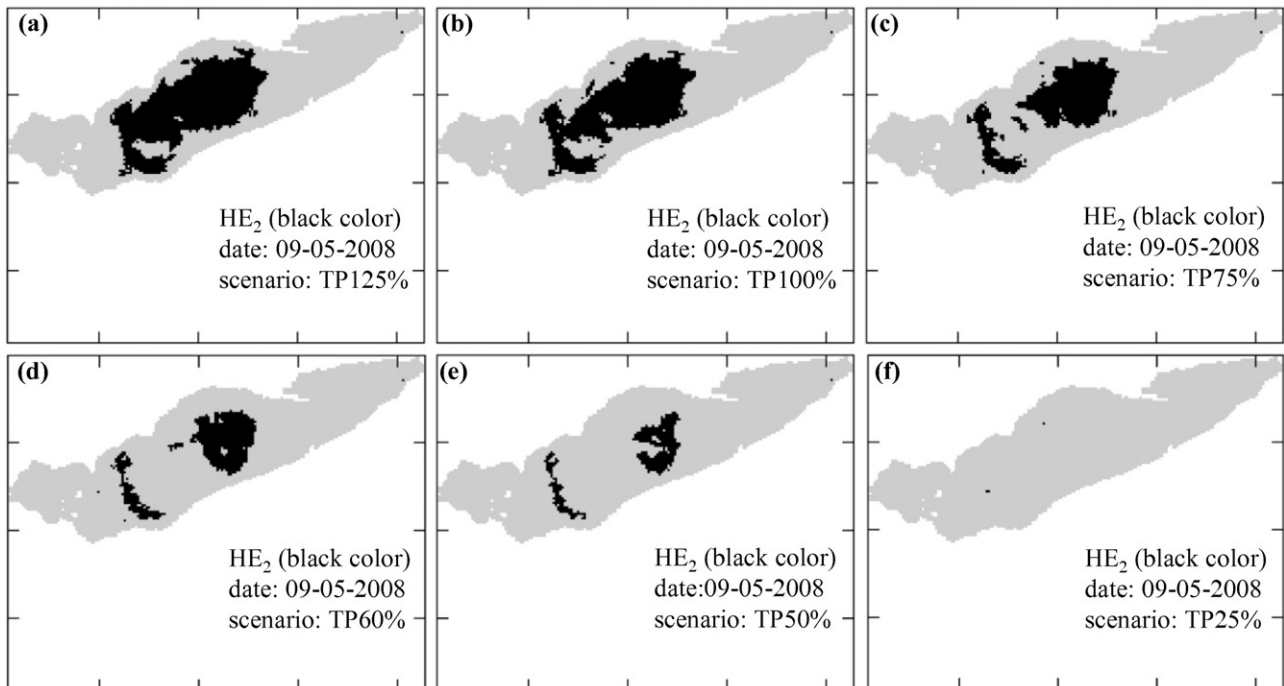 (a)
HE₂ (black color)
date: 09-05-2008
scenario: TP125%
(b)
HE₂ (black color)
date: 09-05-2008
scenario: TP100%
(c)
HE₂ (black color)
date: 09-05-2008
scenario: TP75%
(d)
HE₂ (black color)
date: 09-05-2008
scenario: TP60%
(e)
HE₂ (black color)
date:09-05-2008
scenario: TP50%
(f)
HE₂ (black color)
date: 09-05-2008
scenario: TP25%